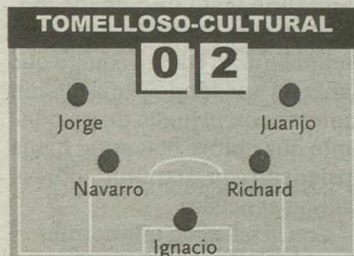 TOMELLOSO-CULTURAL
0 2
Jorge Juanjo
Navarro Richard
Ignacio